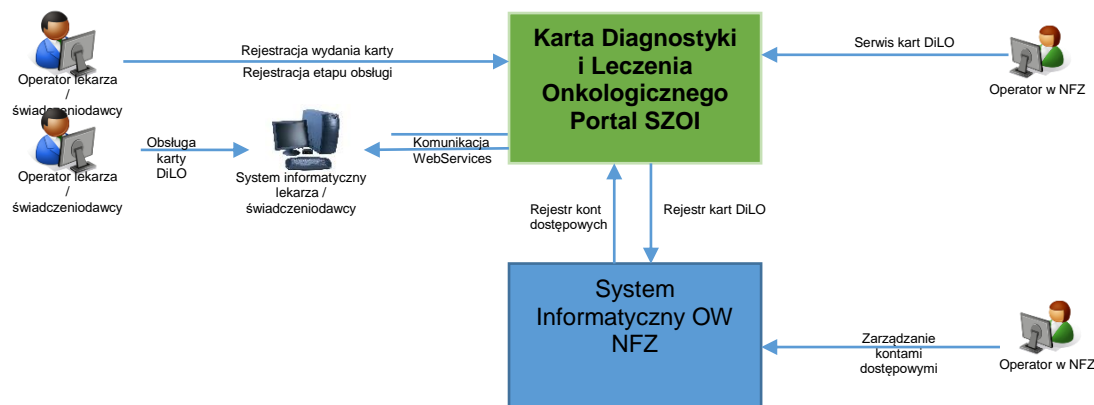 Rejestracja wydania karty
Rejestracja etapu obsługi
Operator lekarza
/
świadczeniodawcy
Karta Diagnostyki
i Leczenia
Onkologicznego
Portal SZOI
Serwis kart DiLO
Operator w NFZ
Operator lekarza
/
świadczeniodawcy
Obsługa
karty
DiLO
System informatyczny
lekarza /
świadczeniodawcy
Komunikacja
WebServices
Rejestr kont
dostępowych
Rejestr kart DiLO
System
Informatyczny OW
NFZ
Zarządzanie
kontami
dostępowymi
Operator w NFZ